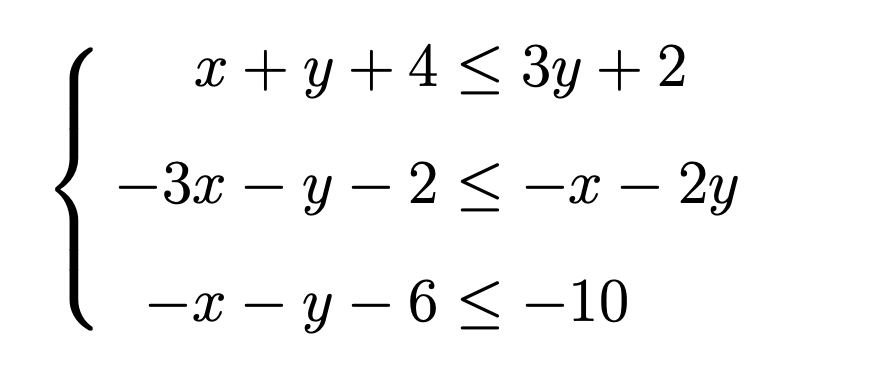 x + y + 4 ≤ 3y + 2
−3x − y − 2 ≤ −x − 2y
−x − y − 6 ≤ −10